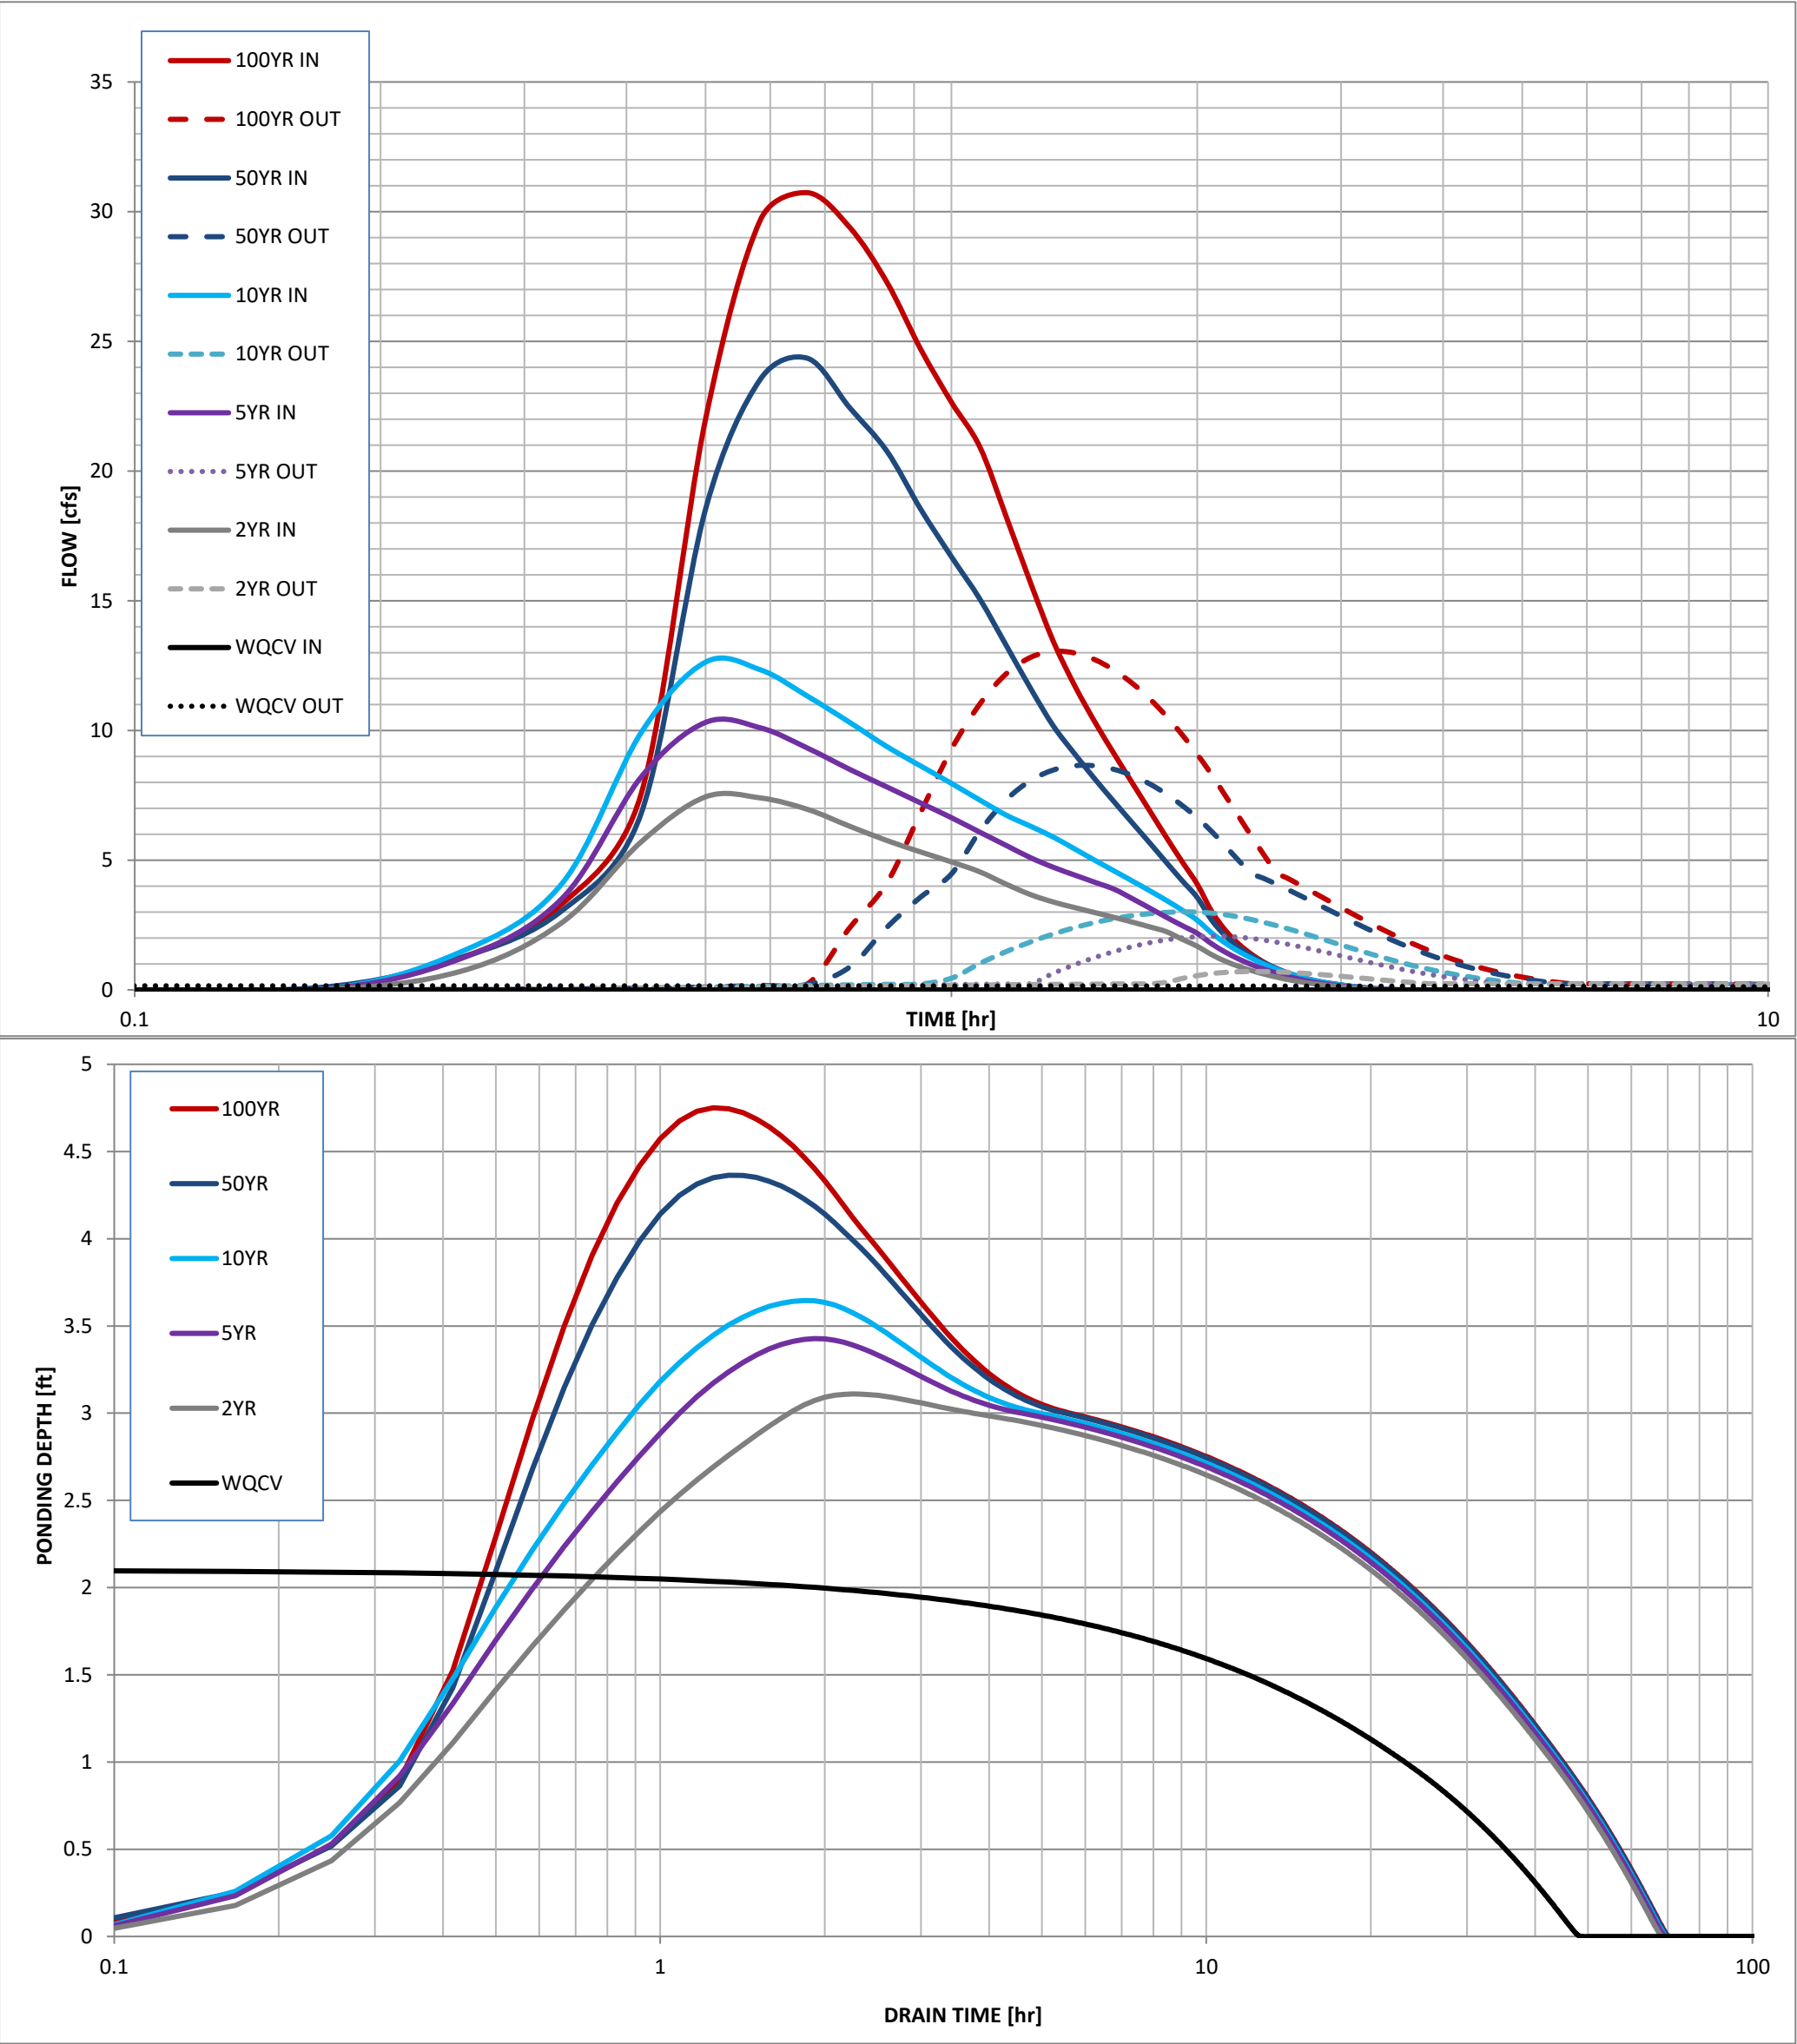 100YR IN
100YR OUT
50YR IN
50YR OUT
10YR IN
10YR OUT
5YR IN
5YR OUT
2YR IN
2YR OUT
WQCV IN
WQCV OUT
35
30
25
20
15
10
5
0
FLOW [cfs]
0.1
1
10
TIME [hr]
100YR
50YR
10YR
5YR
2YR
WQCV
5
4.5
4
3.5
3
2.5
2
1.5
1
0.5
0
PONDING DEPTH [ft]
0.1
1
10
100
DRAIN TIME [hr]